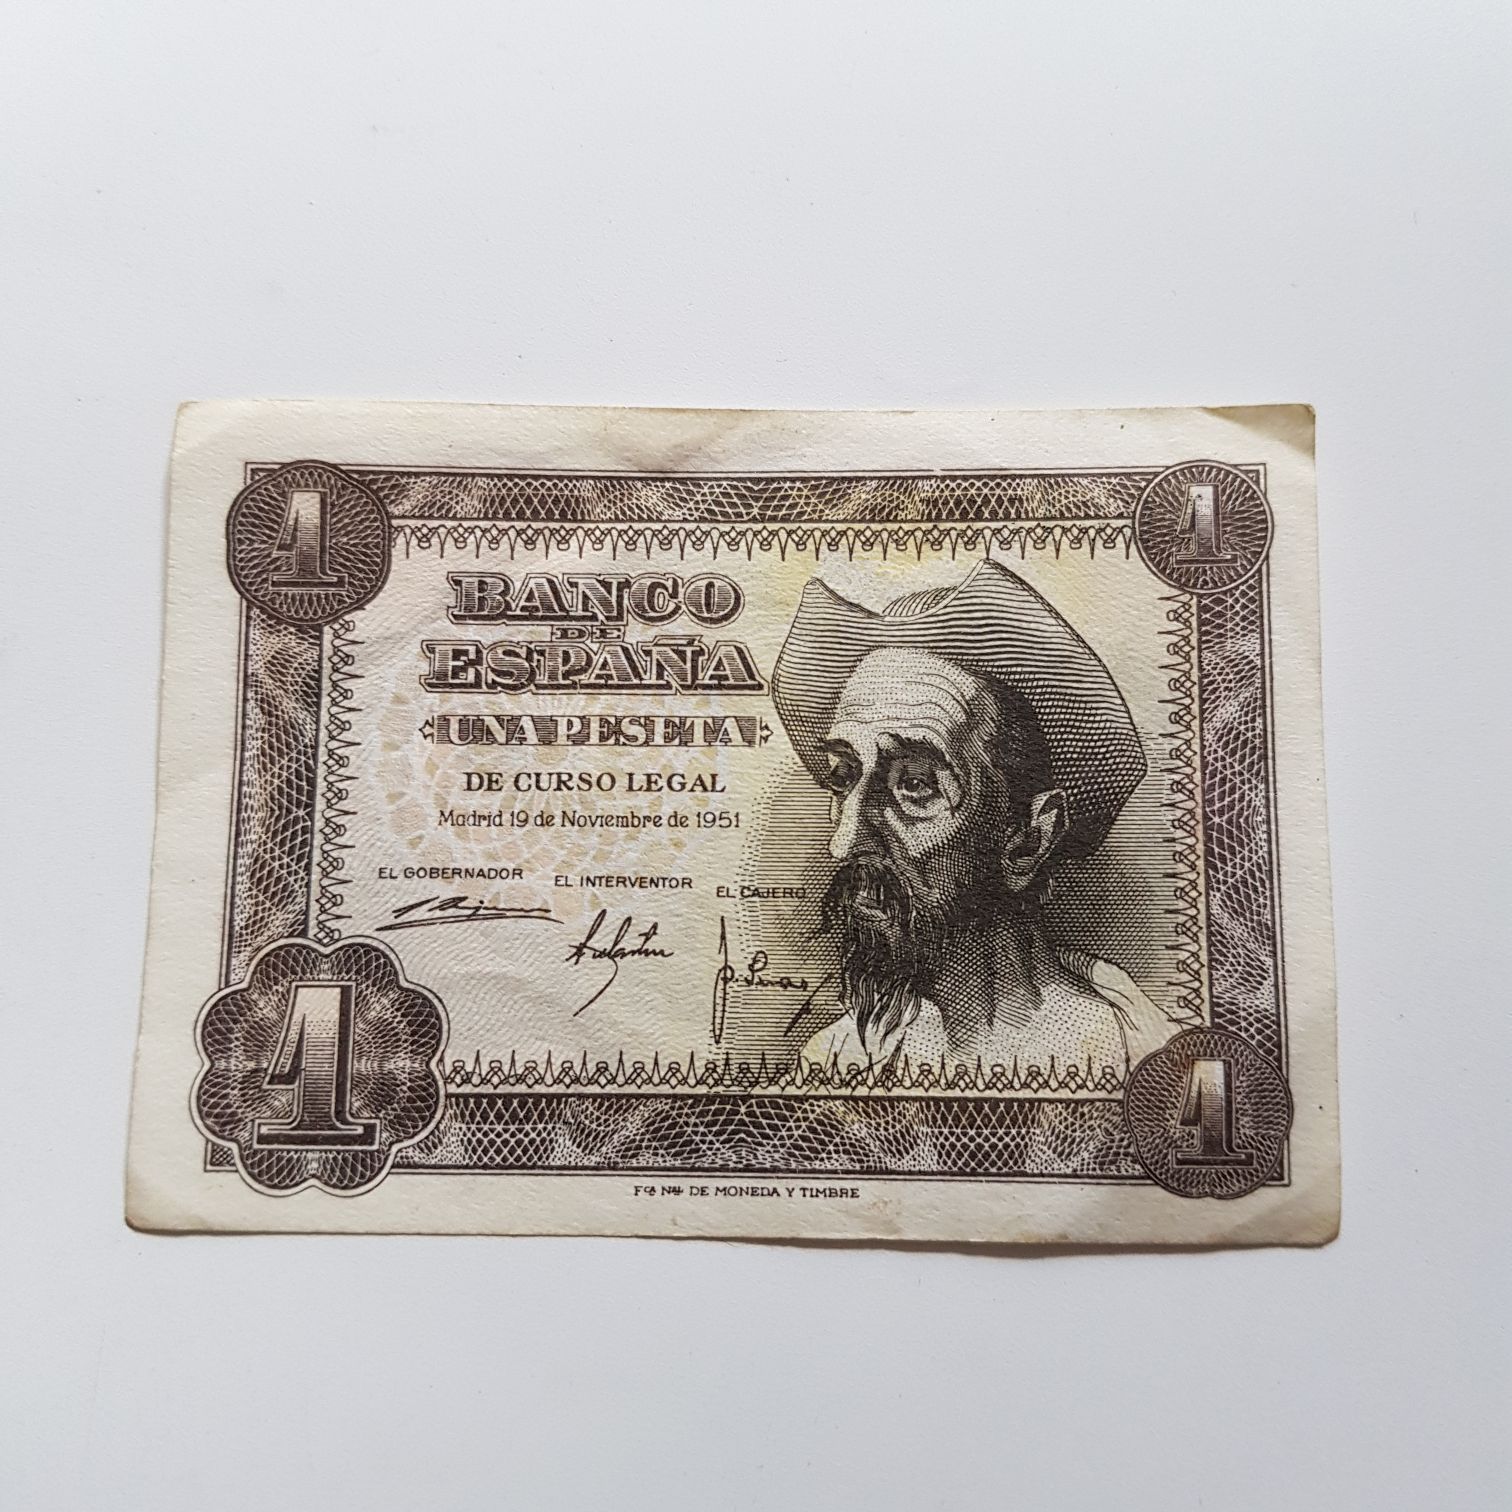 1 1
BANCO
DE
ESPAÑA
UNA PESETA
DE CURSO LEGAL
Madrid 19 de Noviembre de 1951
EL GOBERNADOR EL INTERVENTOR EL CAJERO
1 1
FCA NAL DE MONEDA Y TIMBRE